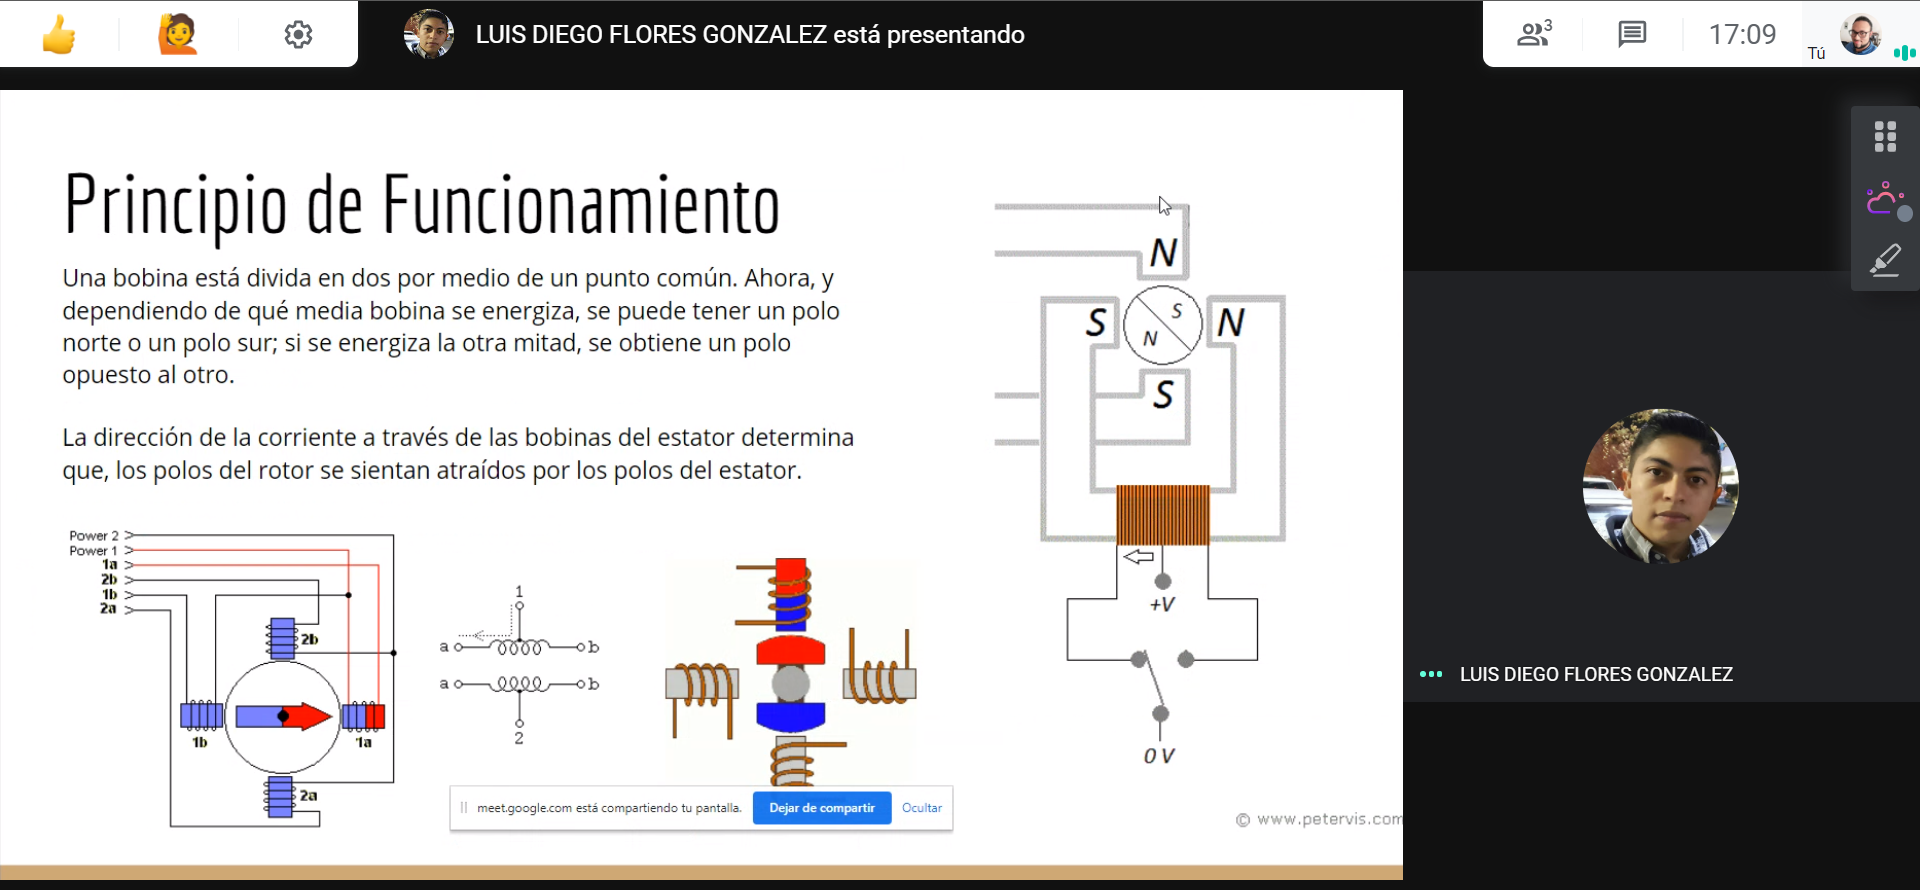 LUIS DIEGO FLORES GONZALEZ está presentando
3
17:09
Tú
Principio de Funcionamiento
Una bobina está divida en dos por medio de un punto común. Ahora, y
dependiendo de qué media bobina se energiza, se puede tener un polo
norte o un polo sur; si se energiza la otra mitad, se obtiene un polo
opuesto al otro.
La dirección de la corriente a través de las bobinas del estator determina
que, los polos del rotor se sientan atraídos por los polos del estator.
N
S
S
N
N
S
+V
0 V
© www.petervis.com
Power 2
Power 1
1a
2b
1b
2a
2b
1b
1a
2a
1
a
b
a
b
2
meet.google.com está compartiendo tu pantalla.
Dejar de compartir
Ocultar
LUIS DIEGO FLORES GONZALEZ